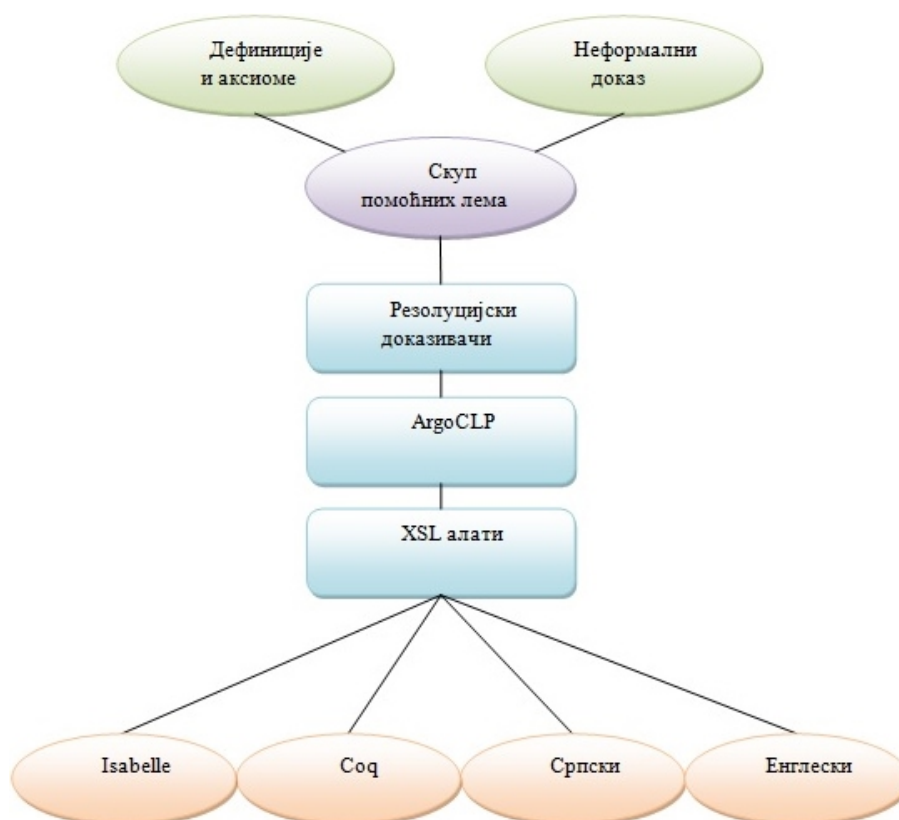 Дефиниције
и аксиоме
Неформални
доказ
Скуп
помоћних лема
Резолуцијски
доказивачи
ArgoCLP
XSL алати
Isabelle
Coq
Српски
Енглески